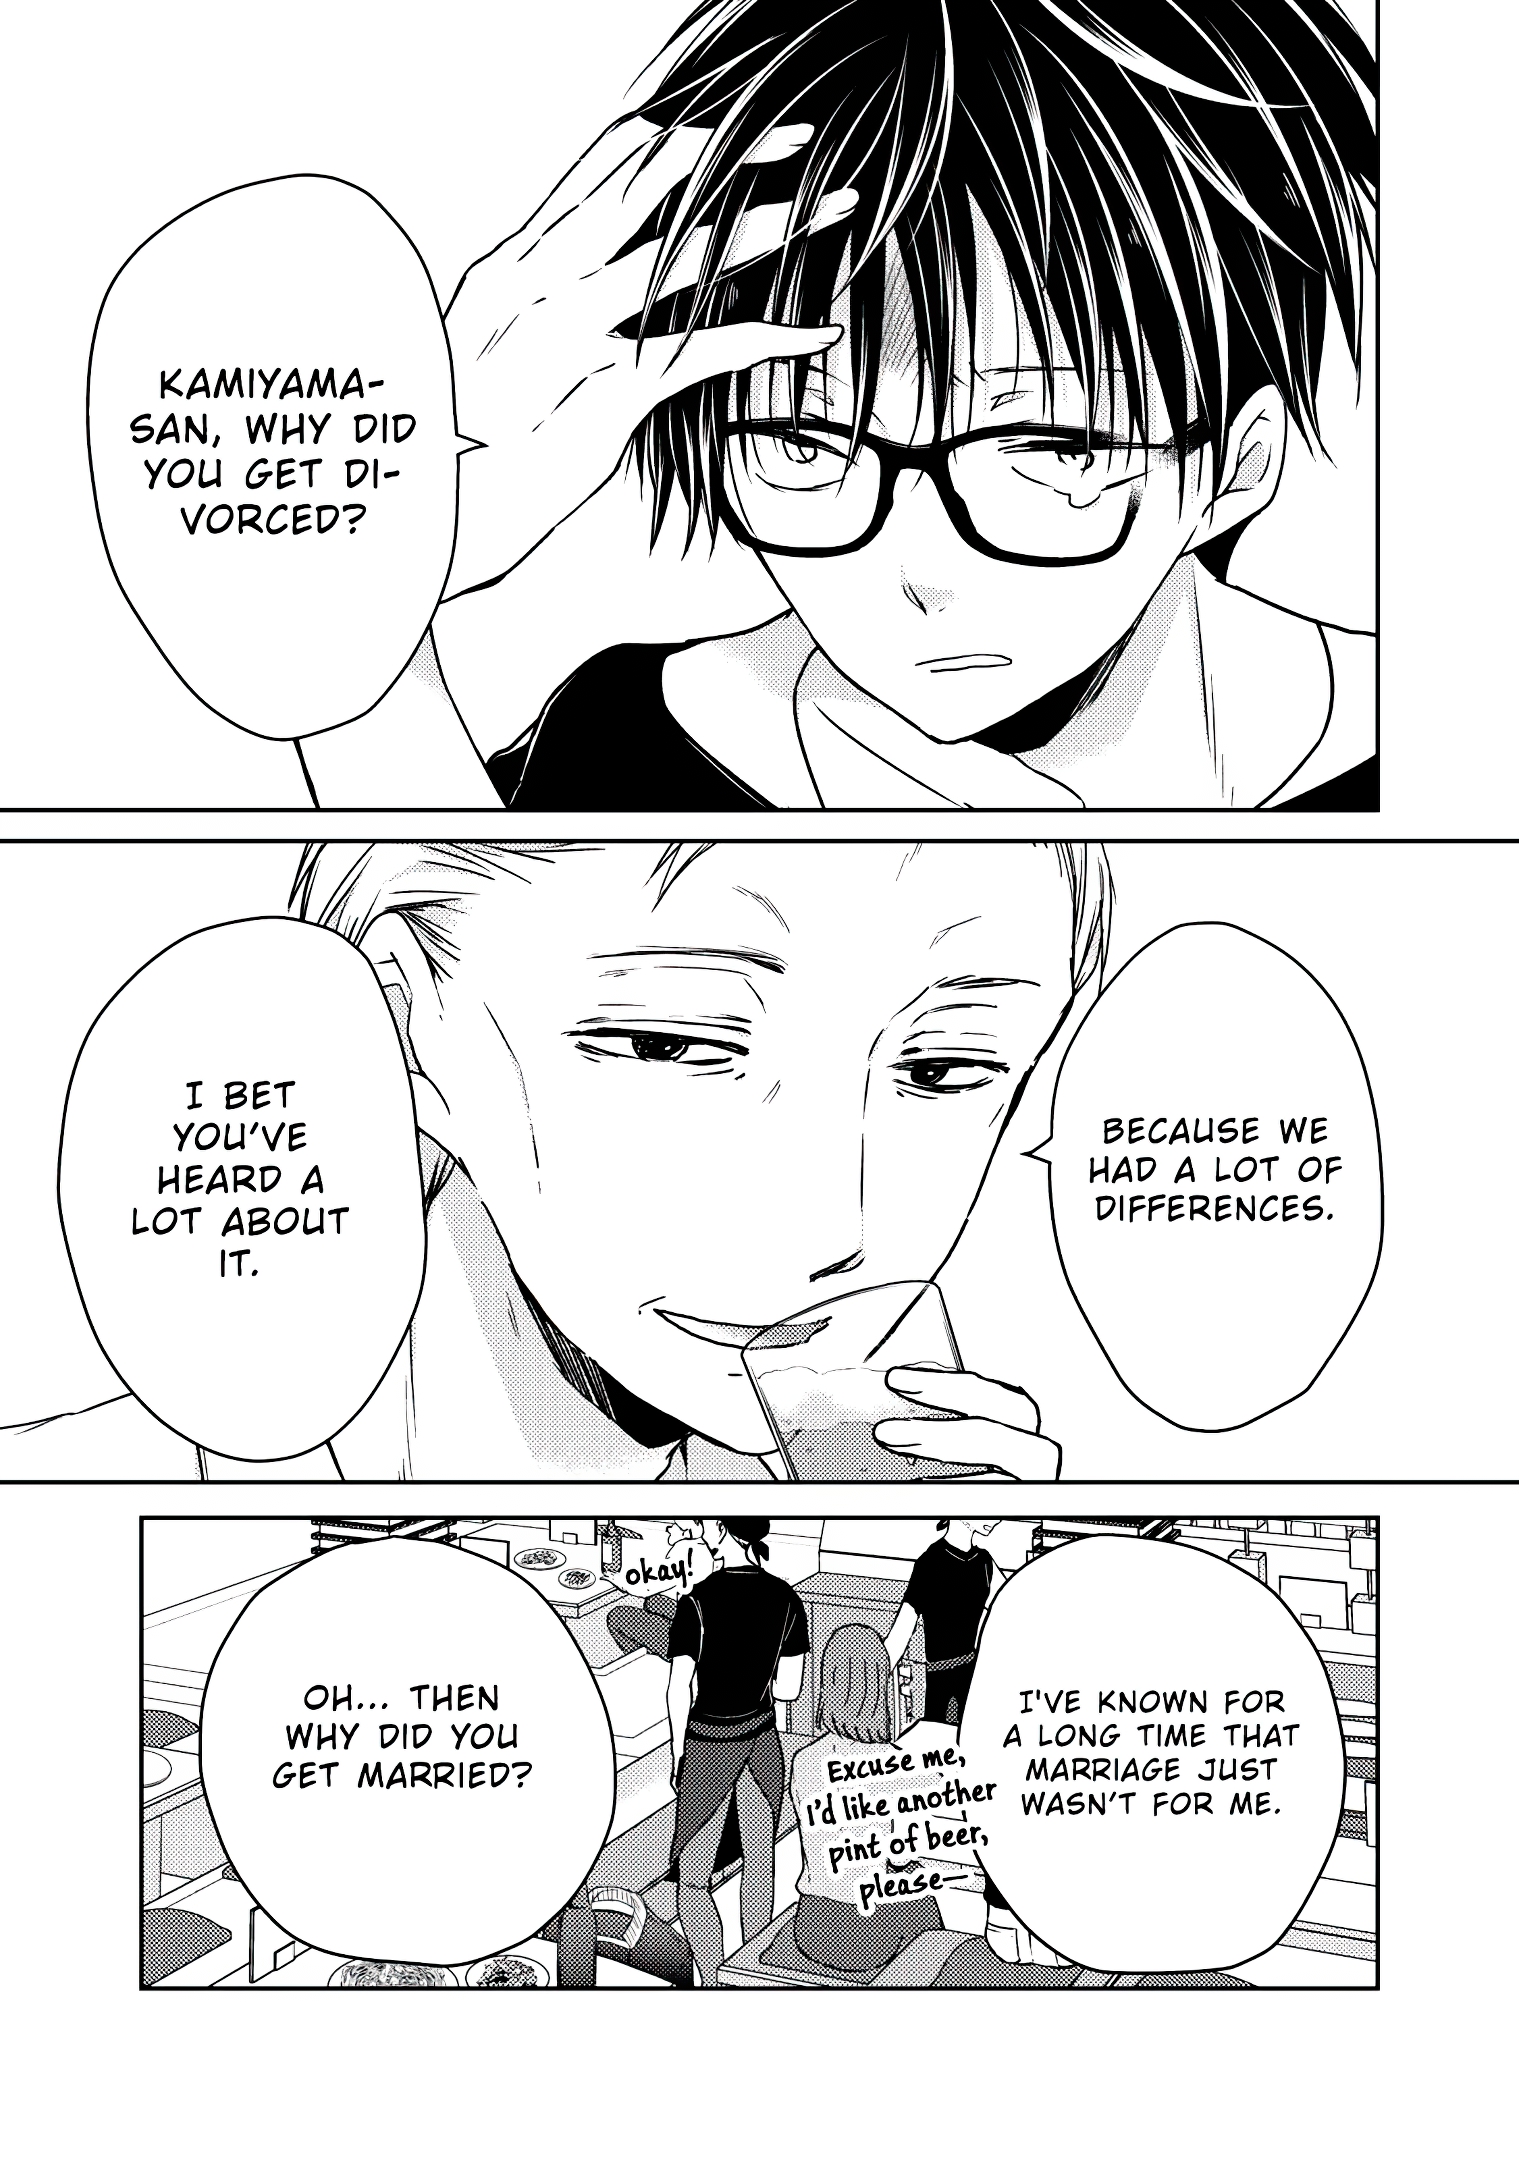 KAMIYAMA-
SAN, WHY DID
YOU GET DI-
VORCED?
BECAUSE WE
HAD A LOT OF
DIFFERENCES.
I BET
YOU'VE
HEARD A
LOT ABOUT
IT.
I'VE KNOWN FOR
A LONG TIME THAT
MARRIAGE JUST
WASN'T FOR ME.
Excuse me,
I'd like another
pint of beer,
please—
okay!
OH... THEN
WHY DID YOU
GET MARRIED?